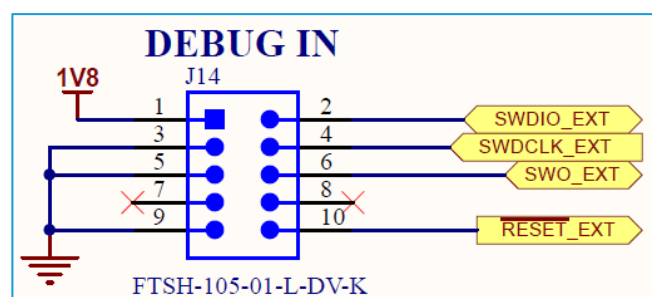 DEBUG IN
J14
1V8
1 2 SWDIO_EXT
3 4 SWDCLK_EXT
5 6 SWO_EXT
7 8
9 10 RESET_EXT
FTSH-105-01-L-DV-K